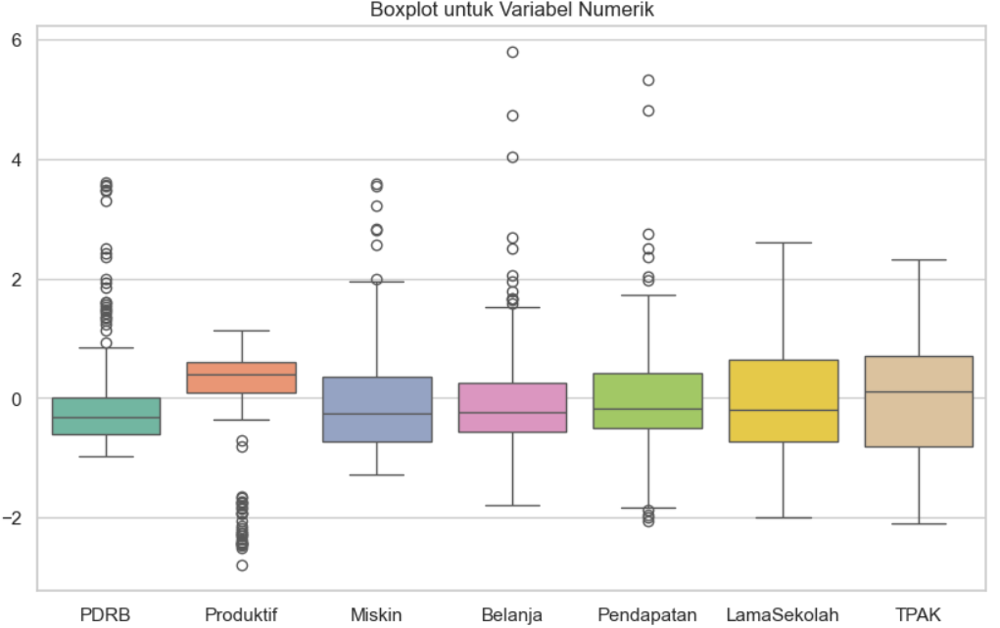 Boxplot untuk Variabel Numerik
6
4
2
0
−2
PDRB Produktif Miskin Belanja Pendapatan LamaSekolah TPAK